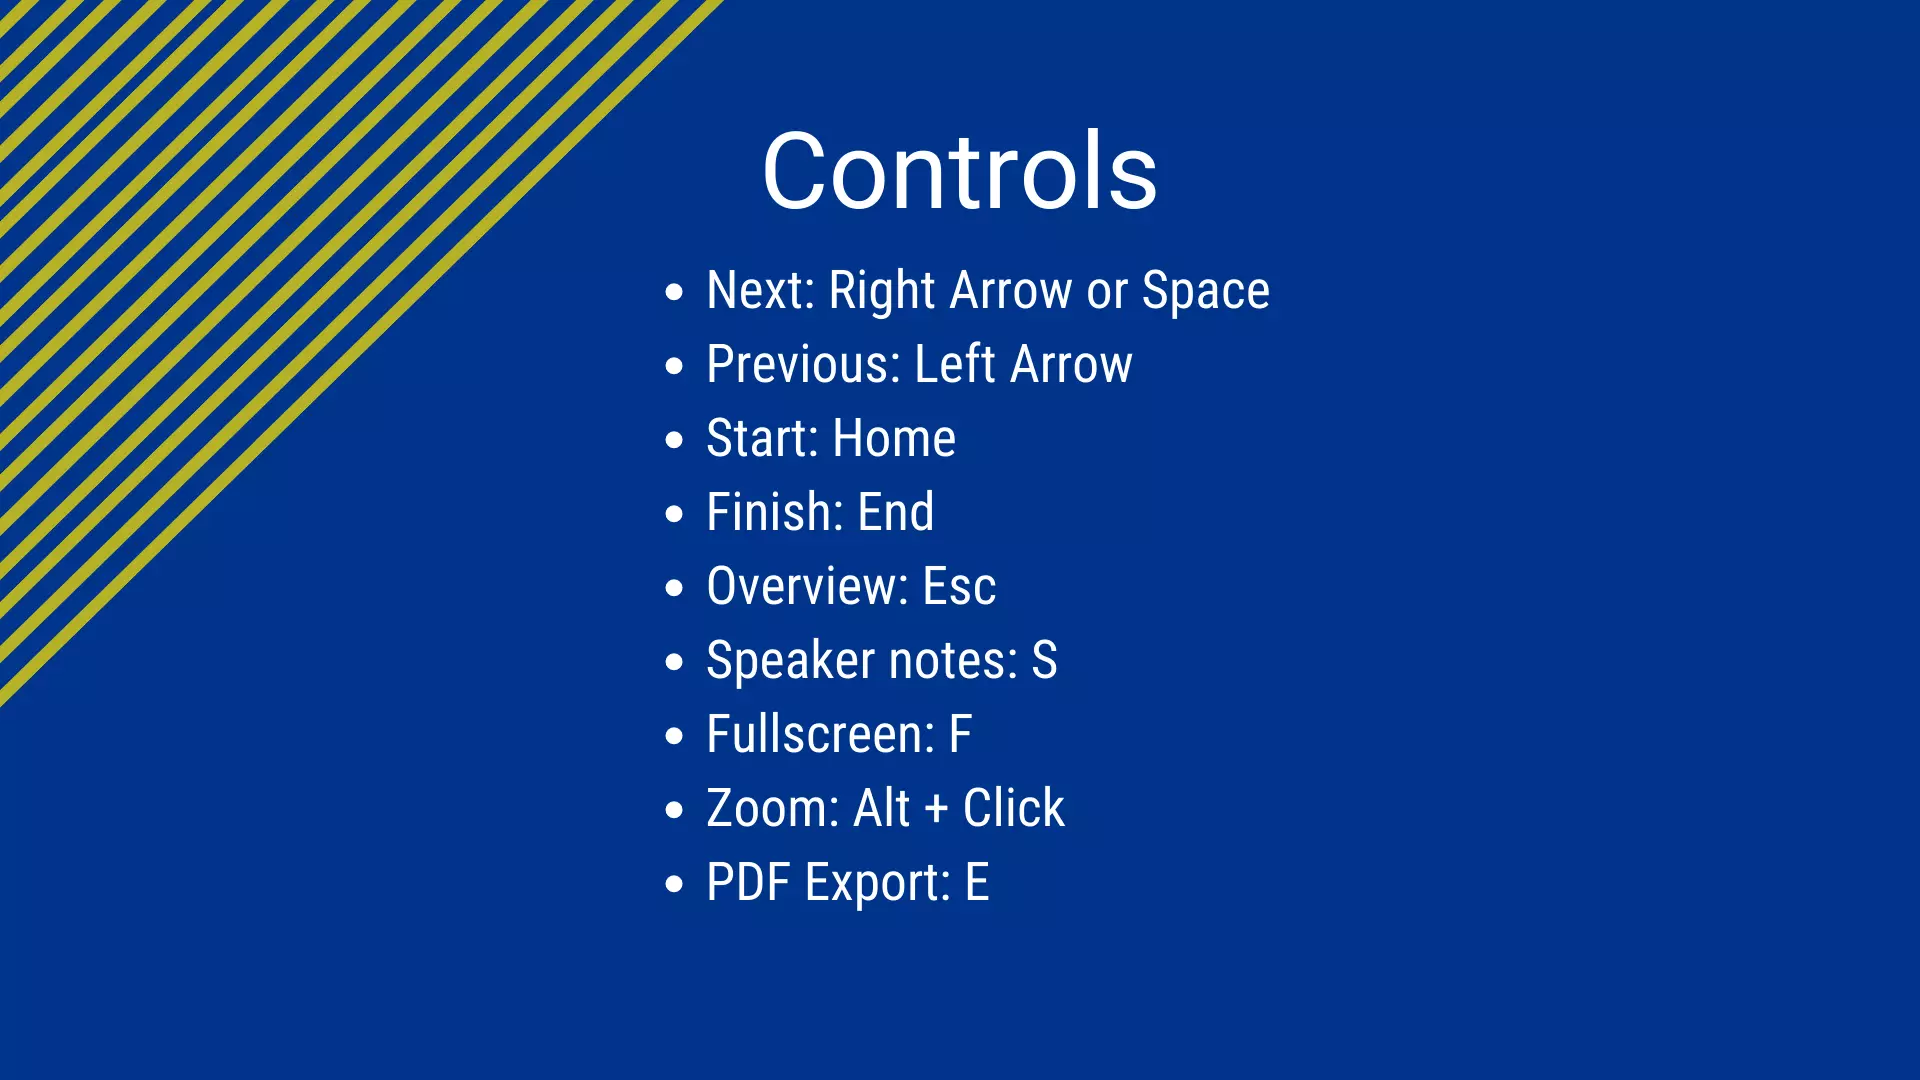 Controls
• Next: Right Arrow or Space
• Previous: Left Arrow
• Start: Home
• Finish: End
• Overview: Esc
• Speaker notes: S
• Fullscreen: F
• Zoom: Alt + Click
• PDF Export: E